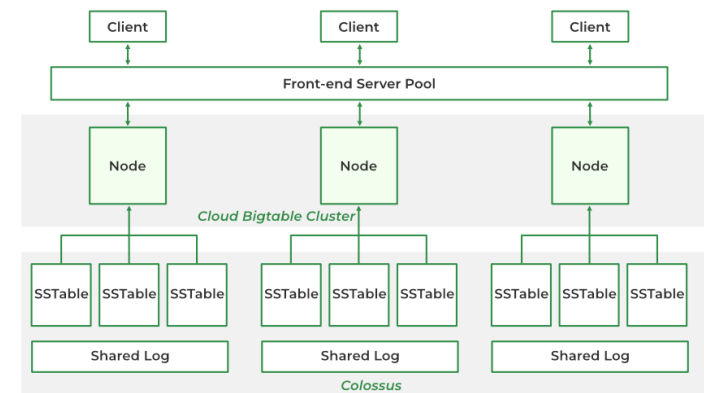 Client
Client
Client
Front-end Server Pool
Node
Node
Node
Cloud Bigtable Cluster
SSTable
SSTable
SSTable
SSTable
SSTable
SSTable
SSTable
SSTable
SSTable
Shared Log
Shared Log
Shared Log
Colossus